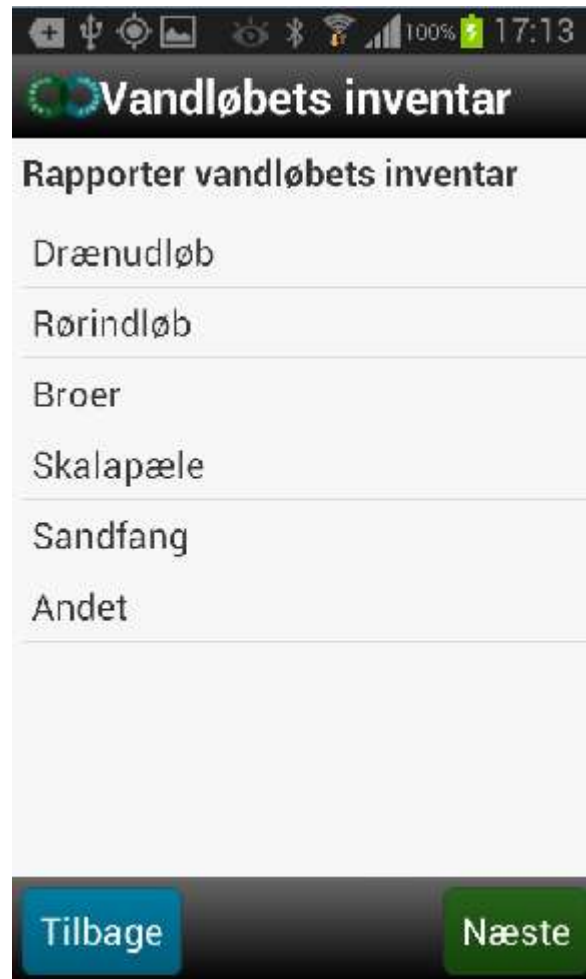 100% 17:13
Vandløbets inventar
Rapporter vandløbets inventar
Drænudløb
Rørindløb
Broer
Skalapæle
Sandfang
Andet
Tilbage Næste